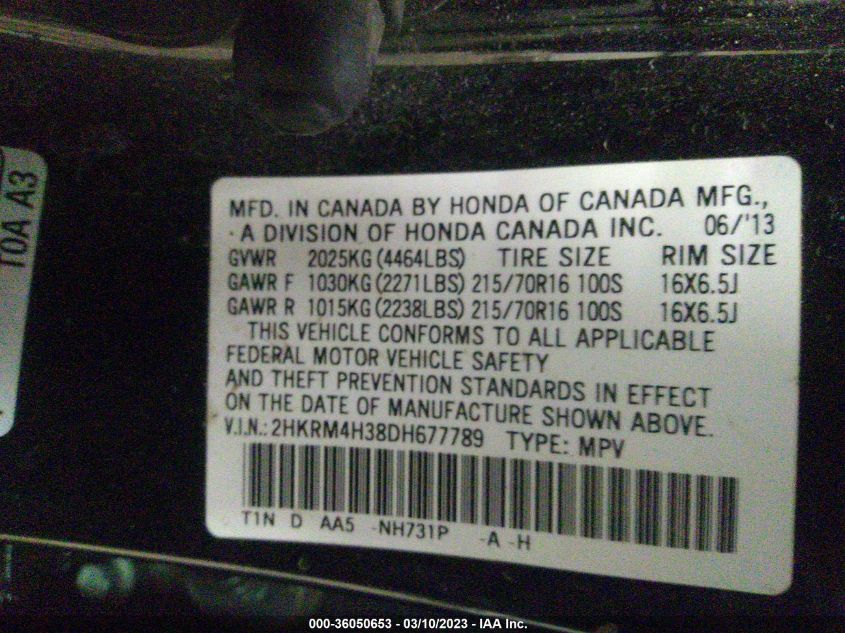 T0A A3
MFD. IN CANADA BY HONDA OF CANADA MFG.,
A DIVISION OF HONDA CANADA INC. 06/'13
GVWR 2025KG (4464LBS) TIRE SIZE RIM SIZE
GAWR F 1030KG (2271LBS) 215/70R16 100S 16X6.5J
GAWR R 1015KG (2238LBS) 215/70R16 100S 16X6.5J
THIS VEHICLE CONFORMS TO ALL APPLICABLE
FEDERAL MOTOR VEHICLE SAFETY
AND THEFT PREVENTION STANDARDS IN EFFECT
ON THE DATE OF MANUFACTURE SHOWN ABOVE.
V.I.N.: 2HKRM4H38DH677789 TYPE: MPV
T1N D AA5 -NH731P -A -H
000-36050653 - 03/10/2023 - IAA Inc.